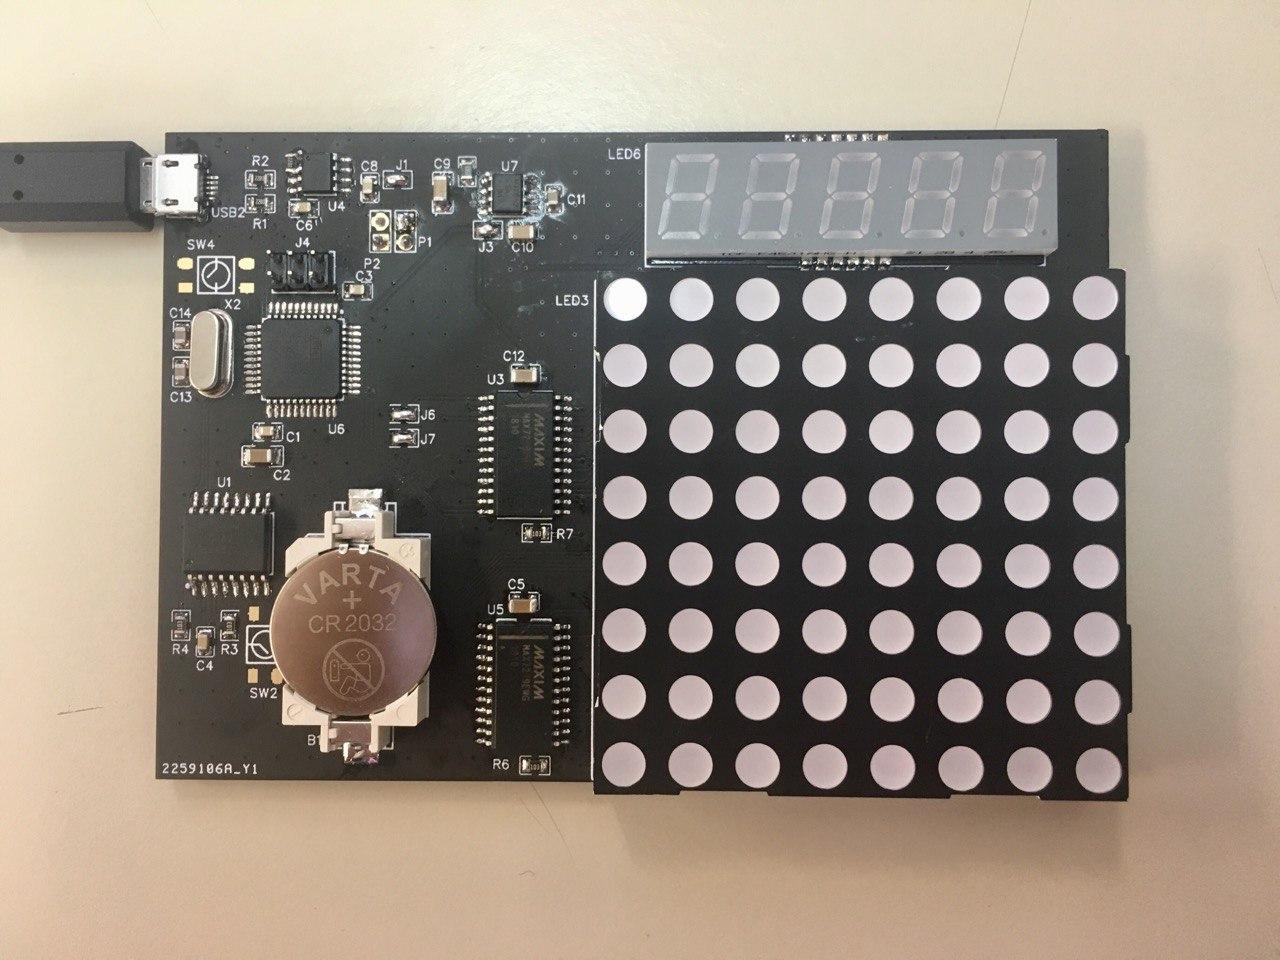 R2
R1
USB2
U4
C6
C8
J1
C9
U7
C11
J3
C10
P1
P2
LED6
SW4
J4
C3
X2
C14
C13
U6
C1
C2
J6
J7
LED3
C12
U3
MAXIM
R7
103
U1
VARTA
+
CR2032
R4
C4
R3
SW2
B1
C5
U5
MAXIM
R6
103
2259106A_Y1